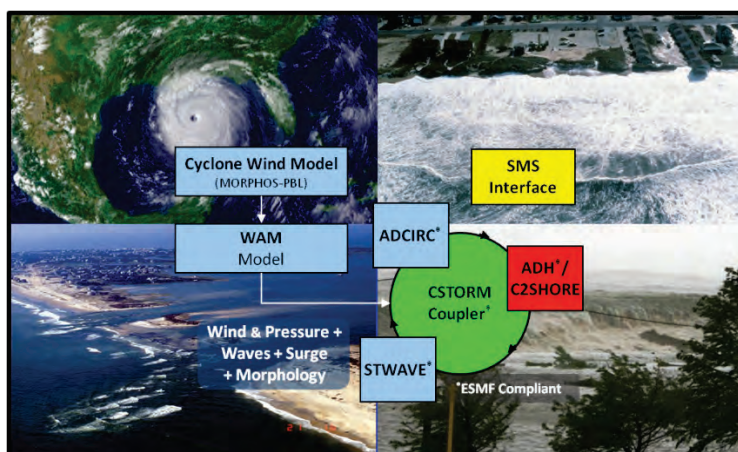 Cyclone Wind Model
(MORPHOS-PBL)
SMS
Interface
WAM
Model
ADCIRC*
ADH*/
C2SHORE
CSTORM
Coupler*
Wind & Pressure +
Waves + Surge
+ Morphology
STWAVE*
*ESMF Compliant